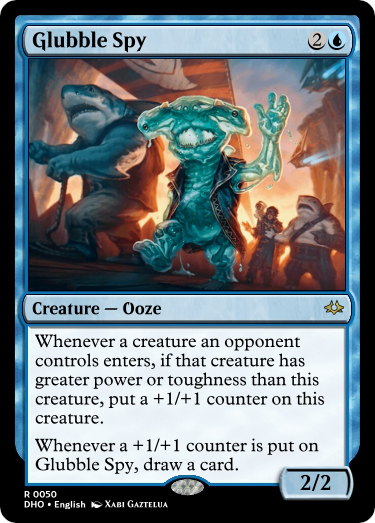 Glubble Spy 2
Creature — Ooze
Whenever a creature an opponent
controls enters, if that creature has
greater power or toughness than this
creature, put a +1/+1 counter on this
creature.
Whenever a +1/+1 counter is put on
Glubble Spy, draw a card.
2/2
R 0050
DHO • English Xabi Gaztelua